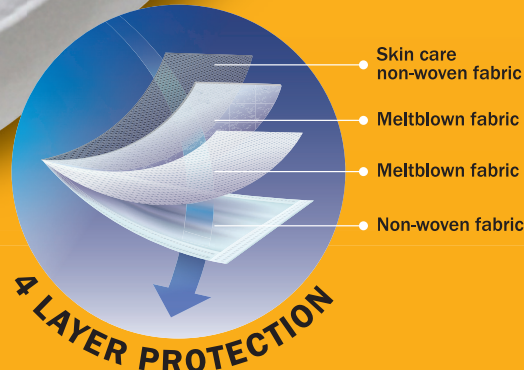 Skin care
non-woven fabric
Meltblown fabric
Meltblown fabric
Non-woven fabric
4 LAYER PROTECTION